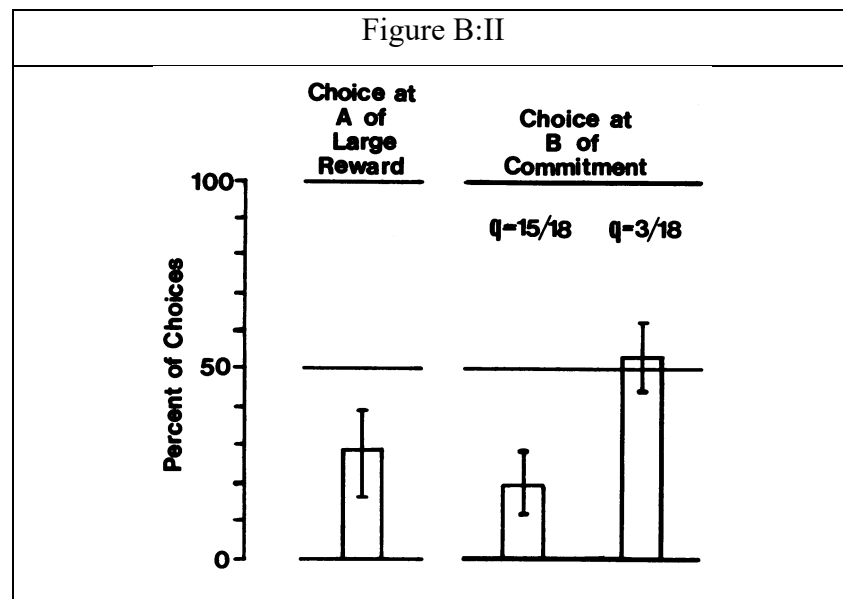 Figure B:II
Choice at
A of
Large
Reward
Choice at
B of
Commitment
100
q=15/18 q=3/18
50
0
Percent of Choices